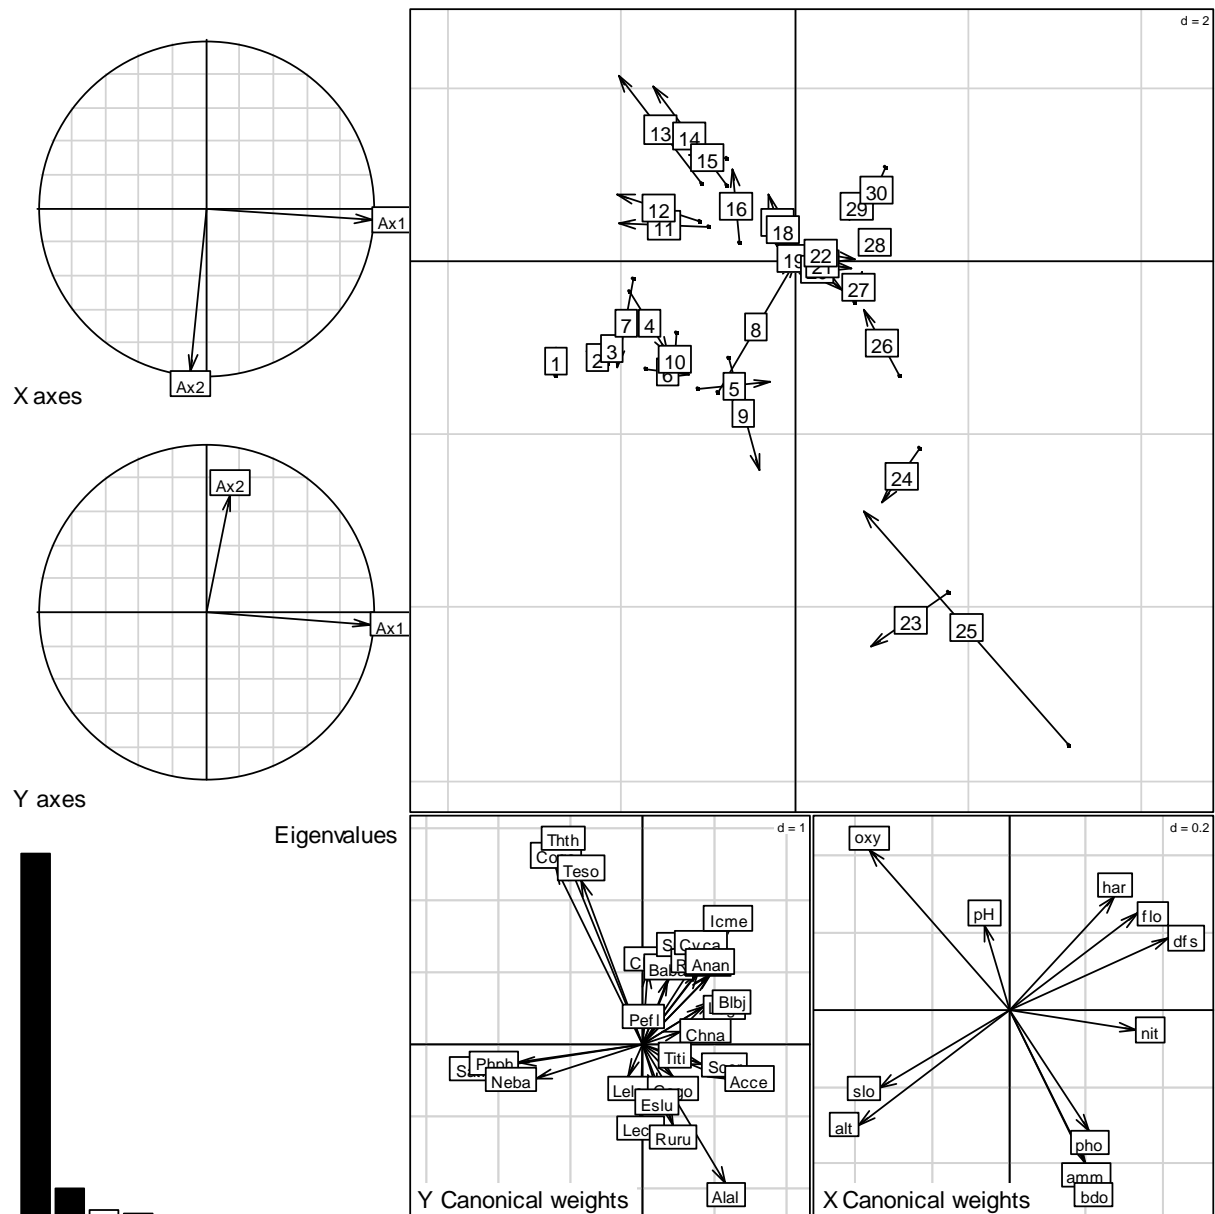 d = 2
Ax1
Ax2
X axes
13
14
15
12
11
16
18
19
22
21
30
29
28
27
26
7
4
8
1
2
3
10
6
5
9
24
23
25
Ax2
Ax1
Y axes
Eigenvalues
d = 1
Thth
Teso
Icme
Cyca
Anan
Blbj
Pefl
Chna
Titi
Phph
Neba
Acce
Eslu
Ruru
Alal
Y Canonical weights
d = 0.2
oxy
pH
har
flo
dfs
nit
slo
alt
pho
amm
bdo
X Canonical weights